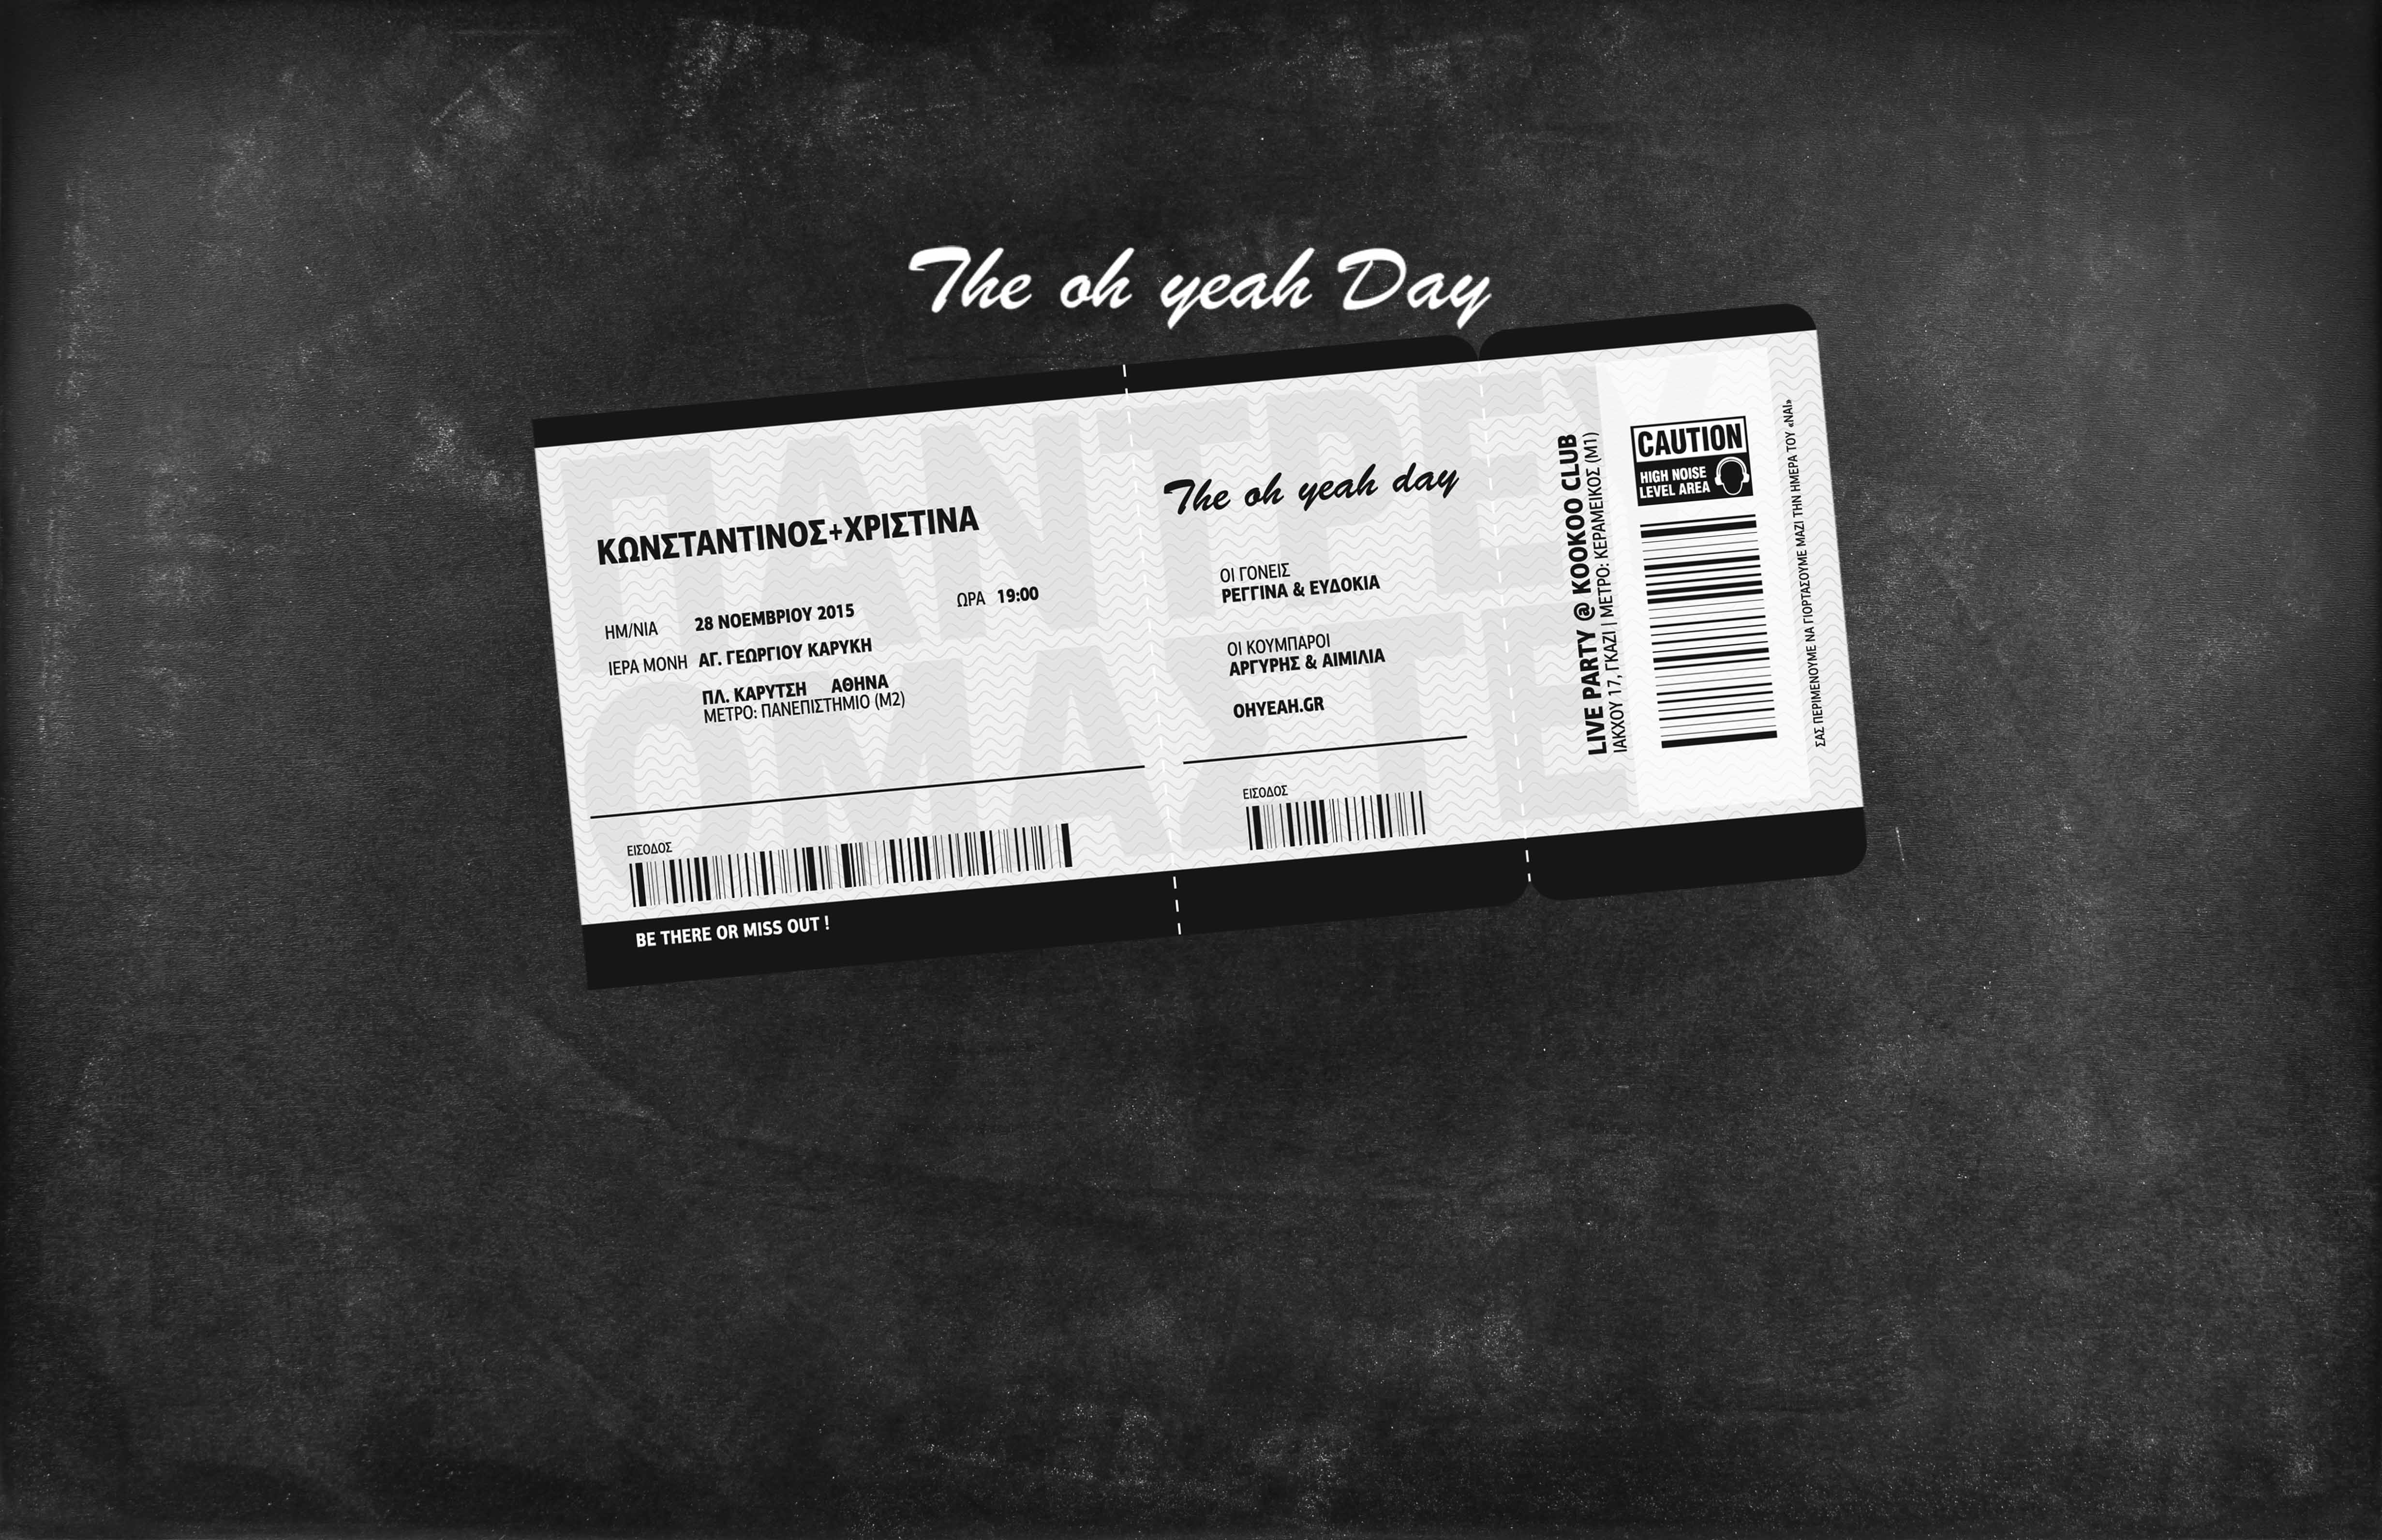 The oh yeah Day
ΠΑΝΤΡΕΥ
ΟΜΑΣΤΕ
ΚΩΝΣΤΑΝΤΙΝΟΣ+ΧΡΙΣΤΙΝΑ
ΗΜ/ΝΙΑ 28 ΝΟΕΜΒΡΙΟΥ 2015 ΩΡΑ 19:00
ΙΕΡΑ ΜΟΝΗ ΑΓ. ΓΕΩΡΓΙΟΥ ΚΑΡΥΚΗ
ΠΛ. ΚΑΡΥΤΣΗ ΑΘΗΝΑ
ΜΕΤΡΟ: ΠΑΝΕΠΙΣΤΗΜΙΟ (Μ2)
ΕΙΣΟΔΟΣ
BE THERE OR MISS OUT !
The oh yeah day
ΟΙ ΓΟΝΕΙΣ
ΡΕΓΓΙΝΑ & ΕΥΔΟΚΙΑ
ΟΙ ΚΟΥΜΠΑΡΟΙ
ΑΡΓΥΡΗΣ & ΑΙΜΙΛΙΑ
OHYEAH.GR
ΕΙΣΟΔΟΣ
LIVE PARTY @ KOOKOO CLUB
ΙΑΚΧΟΥ 17, ΓΚΑΖΙ | ΜΕΤΡΟ: ΚΕΡΑΜΕΙΚΟΣ (Μ1)
CAUTION
HIGH NOISE
LEVEL AREA
ΣΑΣ ΠΕΡΙΜΕΝΟΥΜΕ ΝΑ ΓΙΟΡΤΑΣΟΥΜΕ ΜΑΖΙ ΤΗΝ ΗΜΕΡΑ ΤΟΥ «ΝΑΙ»